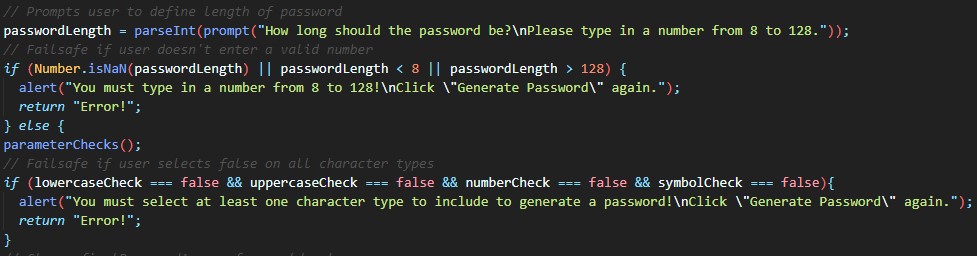 // Prompts user to define length of password
passwordLength = parseInt(prompt("How long should the password be?\nPlease type in a number from 8 to 128."));
// Failsafe if user doesn't enter a valid number
if (Number.isNaN(passwordLength) || passwordLength < 8 || passwordLength > 128) {
  alert("You must type in a number from 8 to 128!\nClick \"Generate Password\" again.");
  return "Error!";
} else {
parameterChecks();
// Failsafe if user selects false on all character types
if (lowercaseCheck === false && uppercaseCheck === false && numberCheck === false && symbolCheck === false){
  alert("You must select at least one character type to include to generate a password!\nClick \"Generate Password\" again.");
  return "Error!";
}